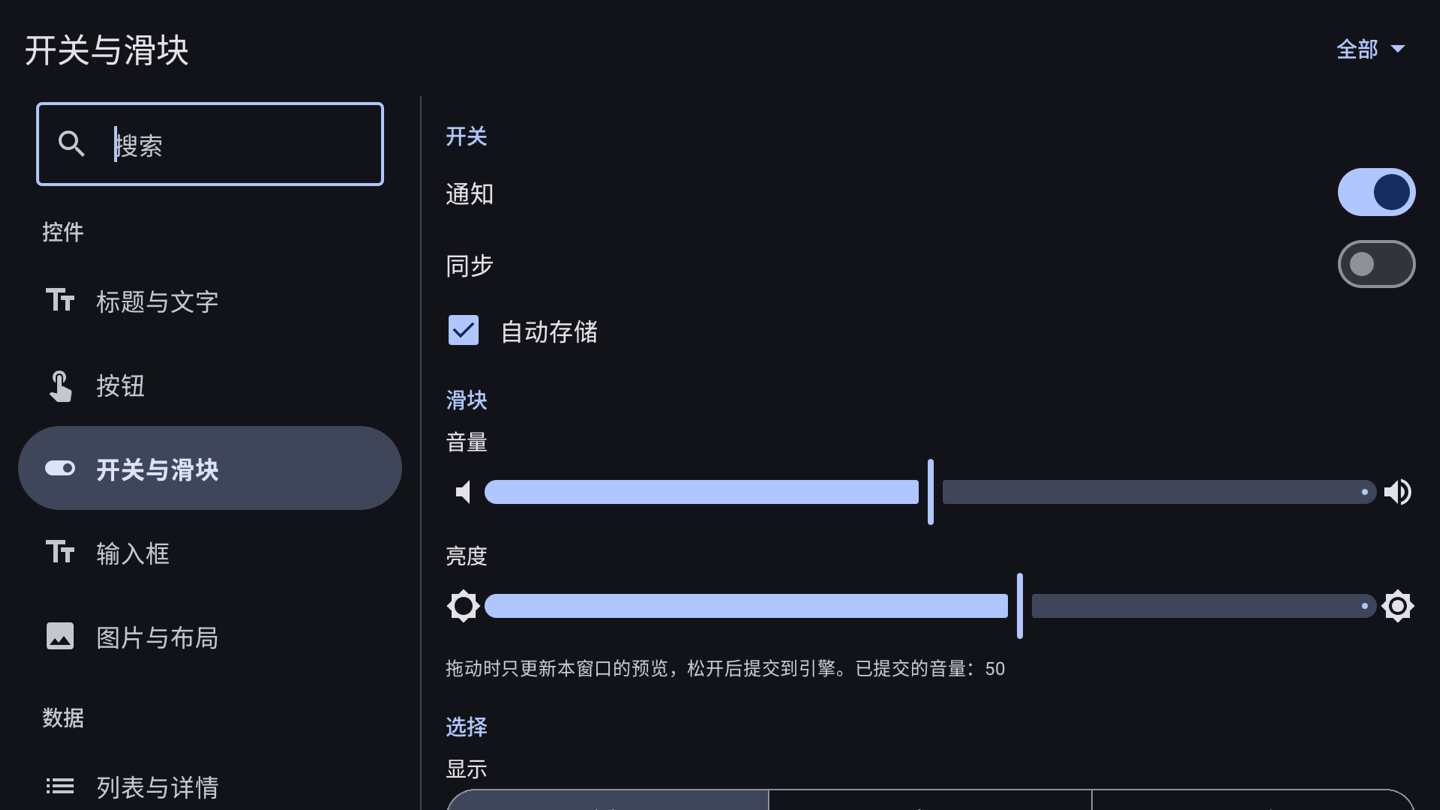 开关与滑块
全部
搜索
控件
标题与文字
按钮
开关与滑块
输入框
图片与布局
数据
列表与详情
开关
通知
同步
自动存储
滑块
音量
亮度
拖动时只更新本窗口的预览，松开后提交到引擎。已提交的音量：50
选择
显示